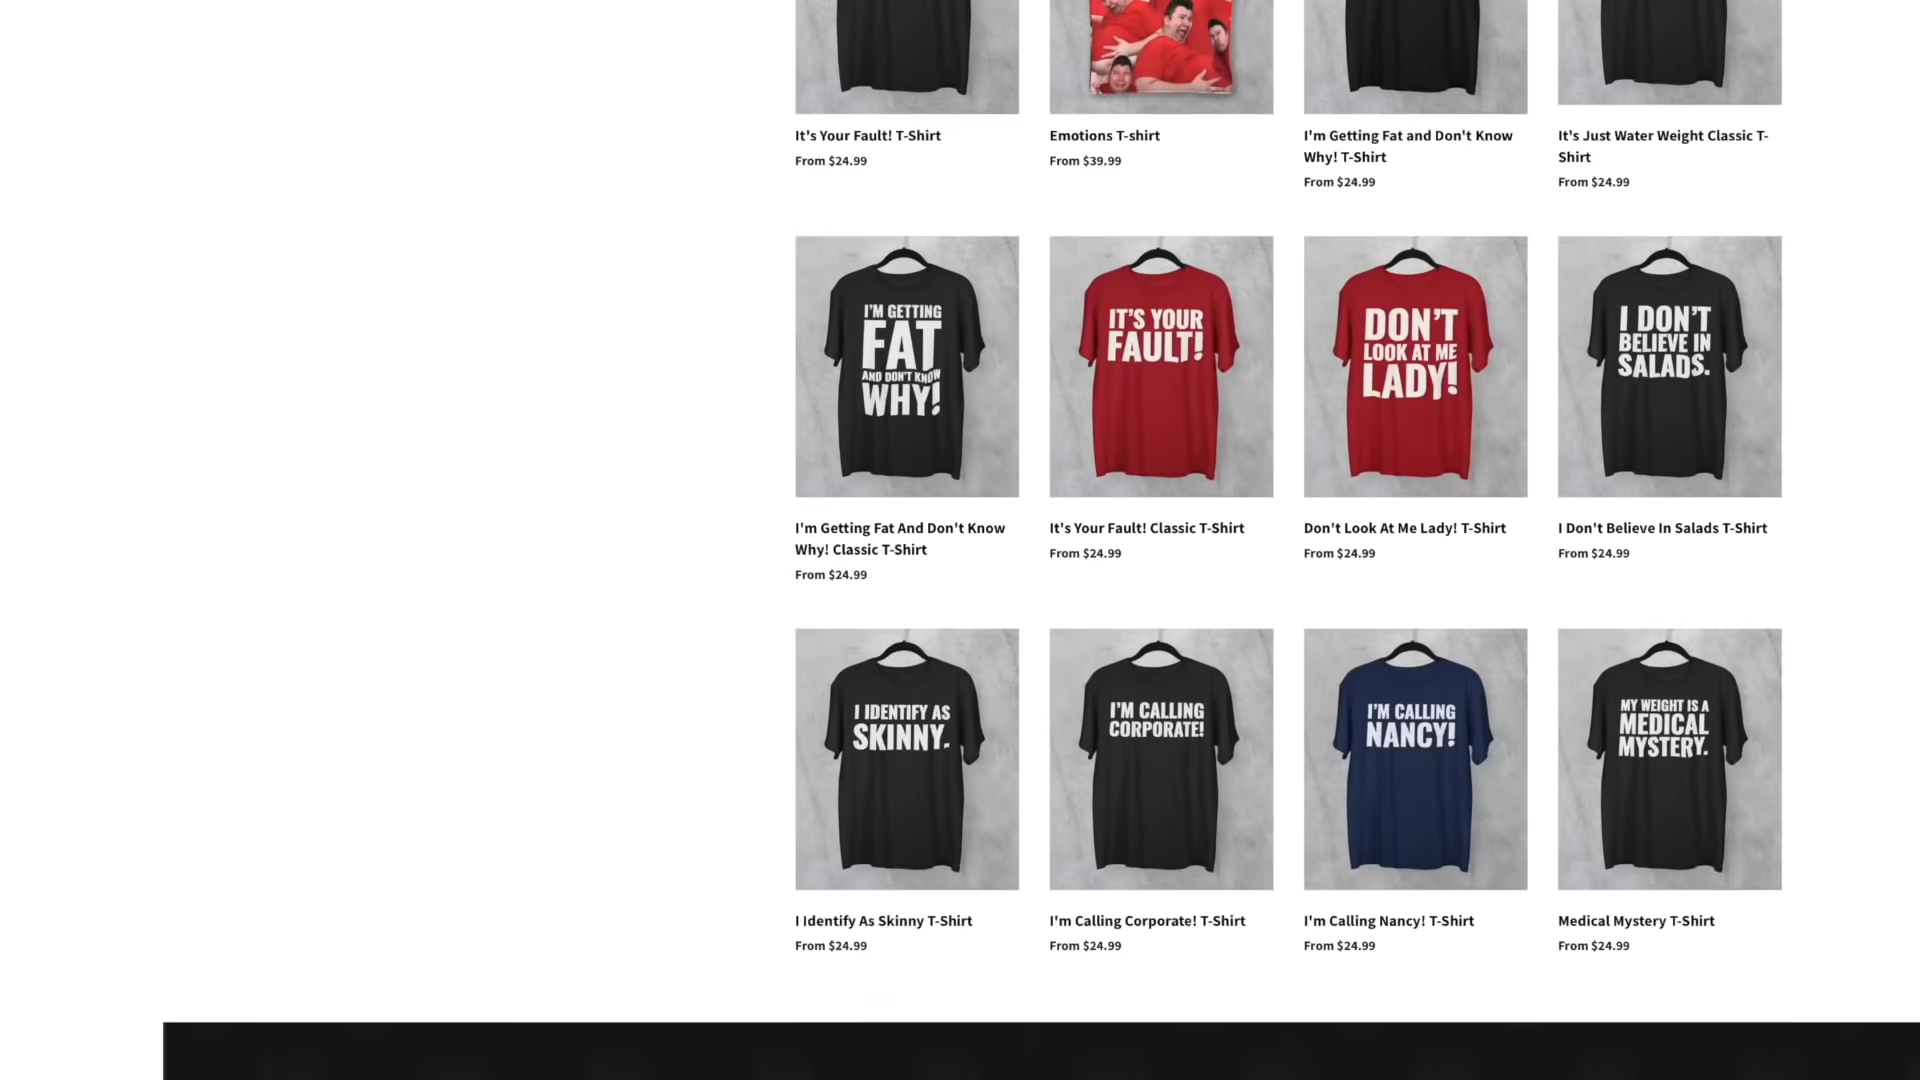 It's Your Fault! T-Shirt
From $24.99
Emotions T-shirt
From $39.99
I'm Getting Fat and Don't Know
Why! T-Shirt
From $24.99
It's Just Water Weight Classic T-
Shirt
From $24.99
I'M GETTING
FAT
AND DON'T KNOW
WHY!
IT'S YOUR
FAULT!
DON'T
LOOK AT ME
LADY!
I DON'T
BELIEVE IN
SALADS.
I'm Getting Fat And Don't Know
Why! Classic T-Shirt
From $24.99
It's Your Fault! Classic T-Shirt
From $24.99
Don't Look At Me Lady! T-Shirt
From $24.99
I Don't Believe In Salads T-Shirt
From $24.99
I IDENTIFY AS
SKINNY.
I'M CALLING
CORPORATE!
I'M CALLING
NANCY!
MY WEIGHT IS A
MEDICAL
MYSTERY.
I Identify As Skinny T-Shirt
From $24.99
I'm Calling Corporate! T-Shirt
From $24.99
I'm Calling Nancy! T-Shirt
From $24.99
Medical Mystery T-Shirt
From $24.99